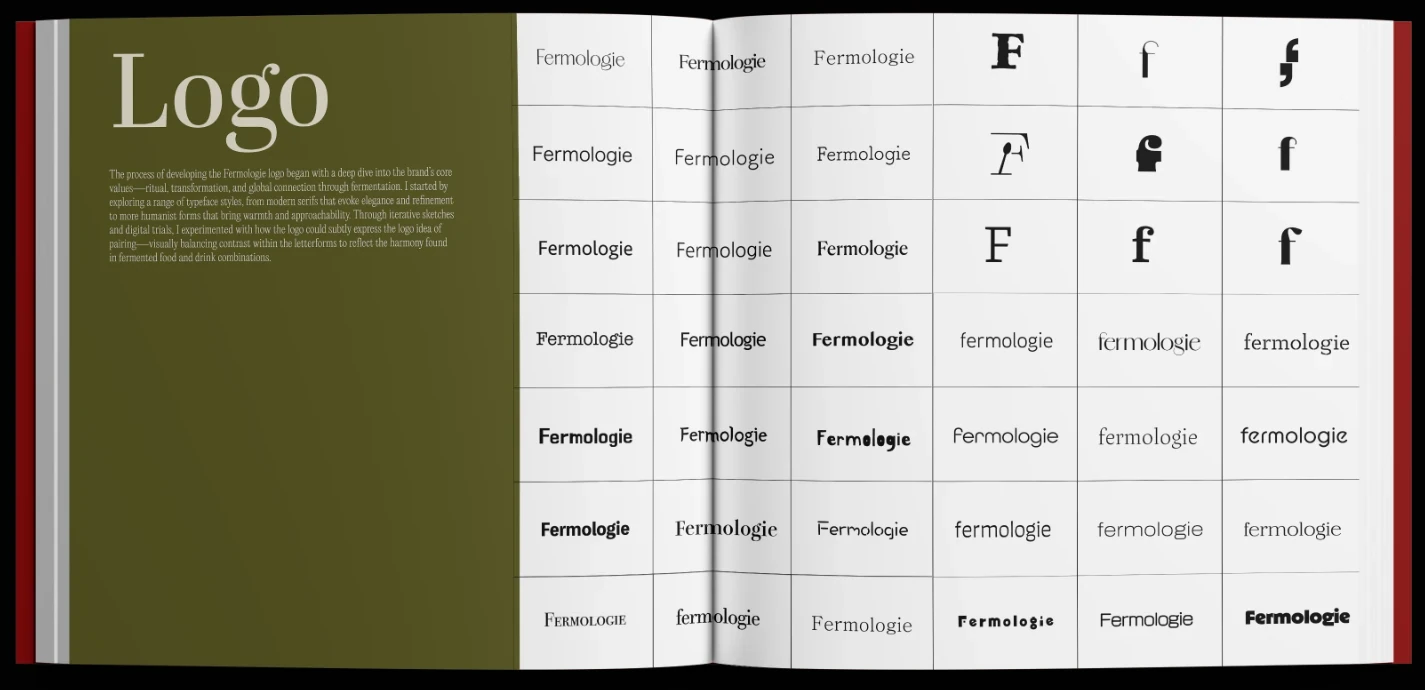 Logo
The process of developing the Fermologie logo began with a deep dive into the brand's core
values—ritual, transformation, and global connection through fermentation. I started by
exploring a range of typeface styles, from modern serifs that evoke elegance and refinement
to more humanist forms that bring warmth and approachability. Through iterative sketches
and digital trials, I experimented with how the logo could subtly express the logo idea of
pairing—visually balancing contrast within the letterforms to reflect the harmony found
in fermented food and drink combinations.
Fermologie Fermologie Fermologie F f f
Fermologie Fermologie Fermologie F f f
Fermologie Fermologie Fermologie F f f
Fermologie Fermologie Fermologie fermologie fermologie fermologie
Fermologie Fermologie Fermologie fermologie fermologie fermologie
Fermologie Fermologie Fermologie fermologie fermologie fermologie
FERMOLOGIE fermologie Fermologie Fermologie Fermologie Fermologie